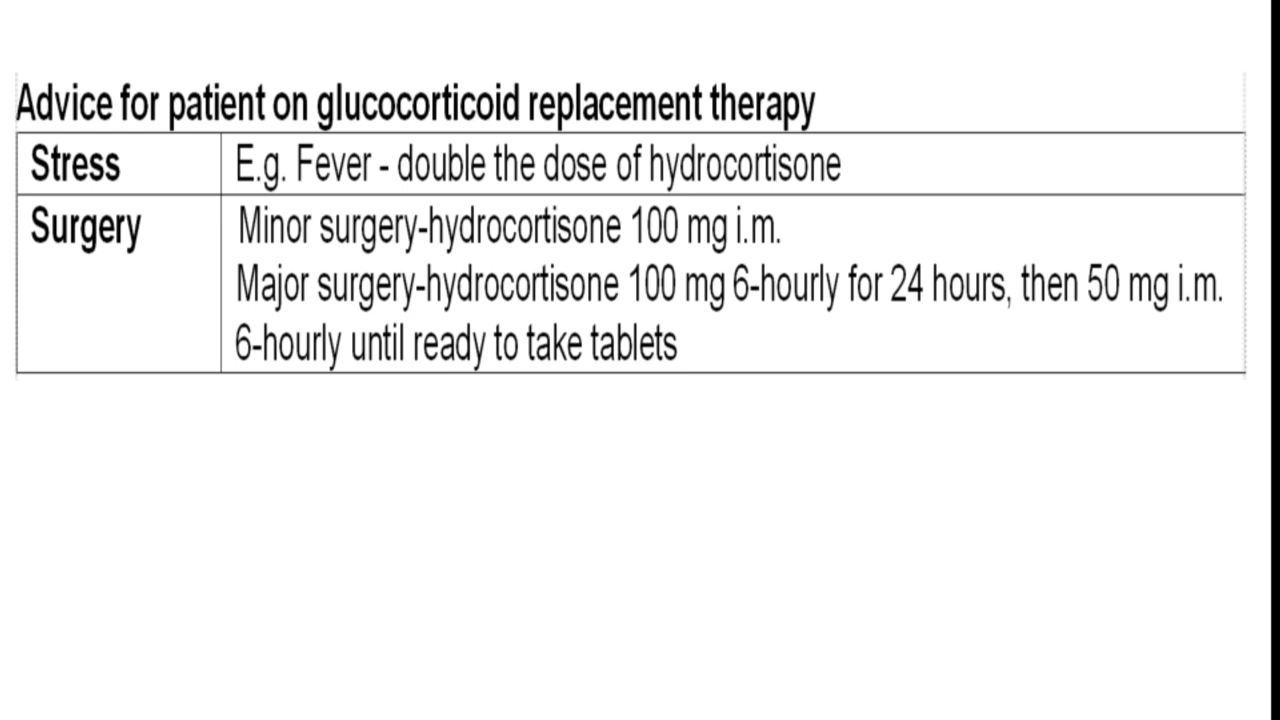 Advice for patient on glucocorticoid replacement therapy
Stress E.g. Fever - double the dose of hydrocortisone
Surgery Minor surgery-hydrocortisone 100 mg i.m.
Major surgery-hydrocortisone 100 mg 6-hourly for 24 hours, then 50 mg i.m.
6-hourly until ready to take tablets